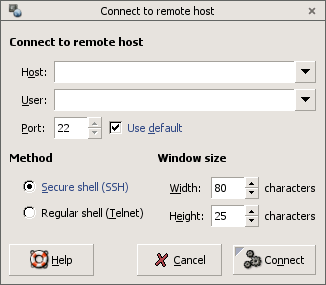 Connect to remote host
Connect to remote host
Host:
User:
Port: 22 Use default
Method Window size
Secure shell (SSH) Width: 80 characters
Regular shell (Telnet) Height: 25 characters
Help Cancel Connect